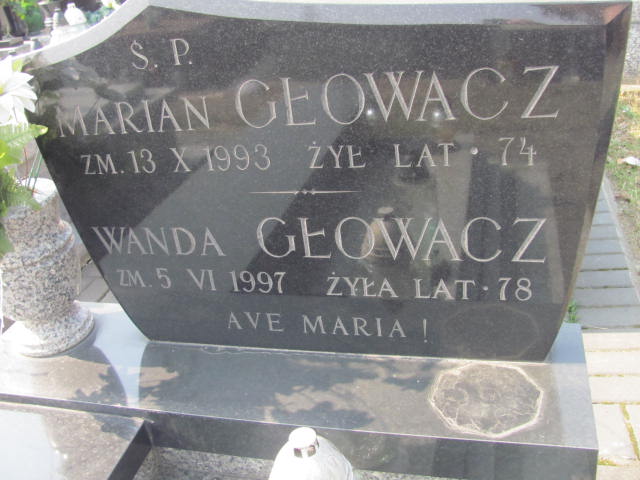 Ś. P.
MARIAN GŁOWACZ
ZM. 13 X 1993 ŻYŁ LAT · 74
WANDA GŁOWACZ
ZM. 5 VI 1997 ŻYŁA LAT · 78
AVE MARIA !